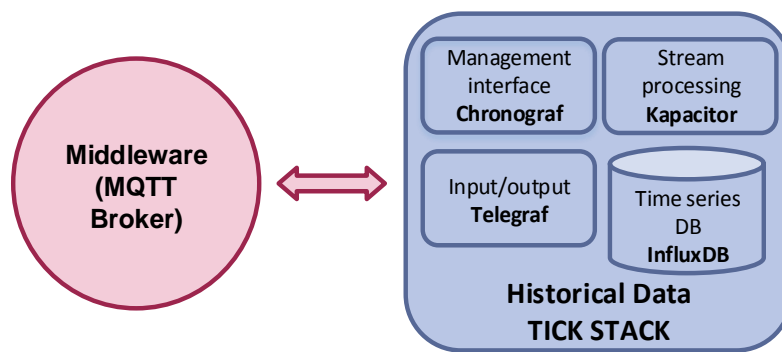 Middleware
(MQTT
Broker)
Management
interface
Chronograf
Stream
processing
Kapacitor
Input/output
Telegraf
Time series
DB
InfluxDB
Historical Data
TICK STACK